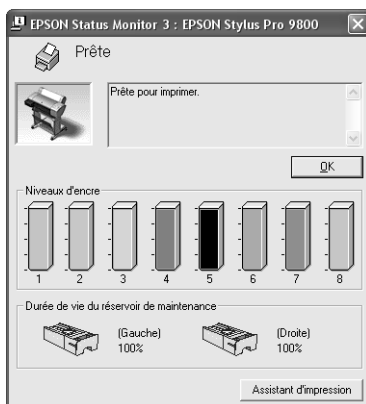 EPSON Status Monitor 3 : EPSON Stylus Pro 9800
Prête
Prête pour imprimer.
OK
Niveaux d'encre
1 2 3 4 5 6 7 8
Durée de vie du réservoir de maintenance
(Gauche) (Droite)
100% 100%
Assistant d'impression